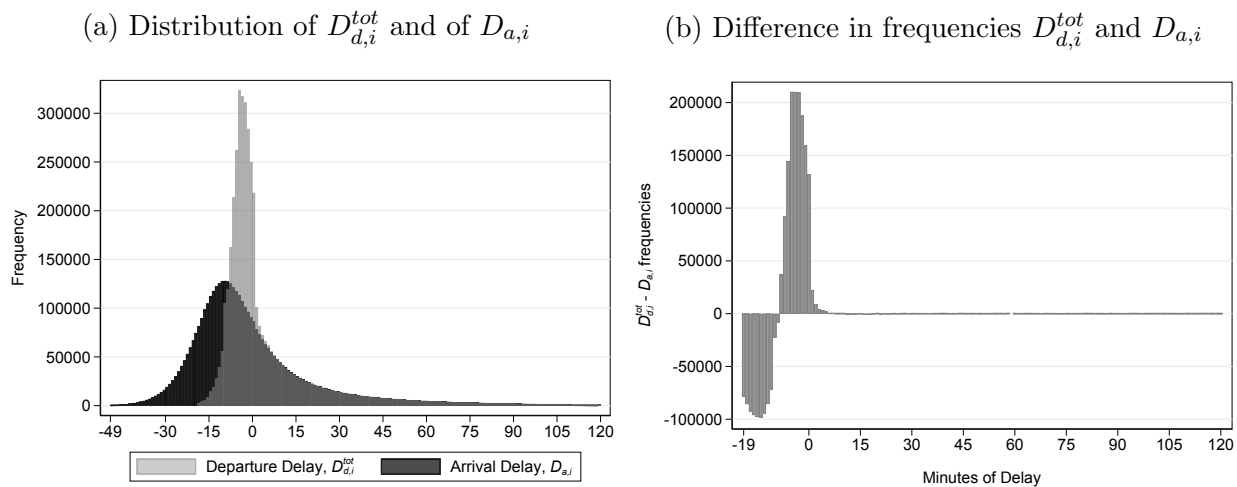 (a) Distribution of D^{tot}_{d,i} and of D_{a,i}
Frequency
300000
250000
200000
150000
100000
50000
0
-49 -30 -15 0 15 30 45 60 75 90 105 120
Departure Delay, D^{tot}_{d,i} Arrival Delay, D_{a,i}
(b) Difference in frequencies D^{tot}_{d,i} and D_{a,i}
D^{tot}_{d,i} - D_{a,i} frequencies
200000
150000
100000
50000
0
-50000
-100000
-19 0 15 30 45 60 75 90 105 120
Minutes of Delay